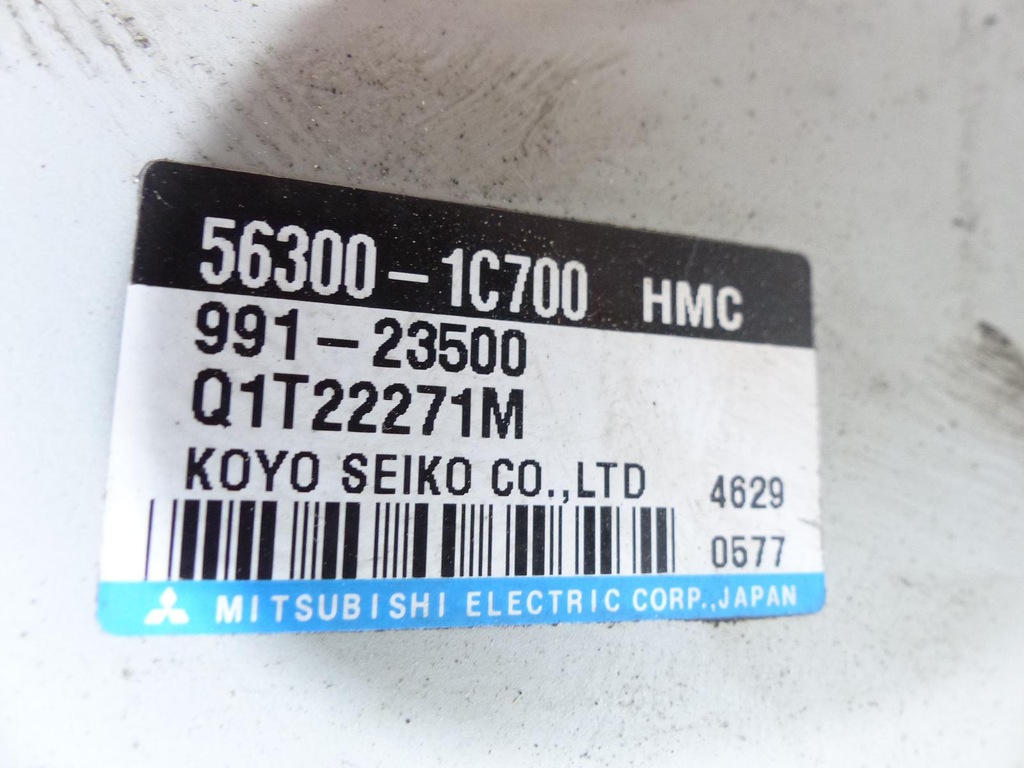 56300-1C700 HMC
991-23500
Q1T22271M
KOYO SEIKO CO.,LTD 4629
0577
MITSUBISHI ELECTRIC CORP.,JAPAN